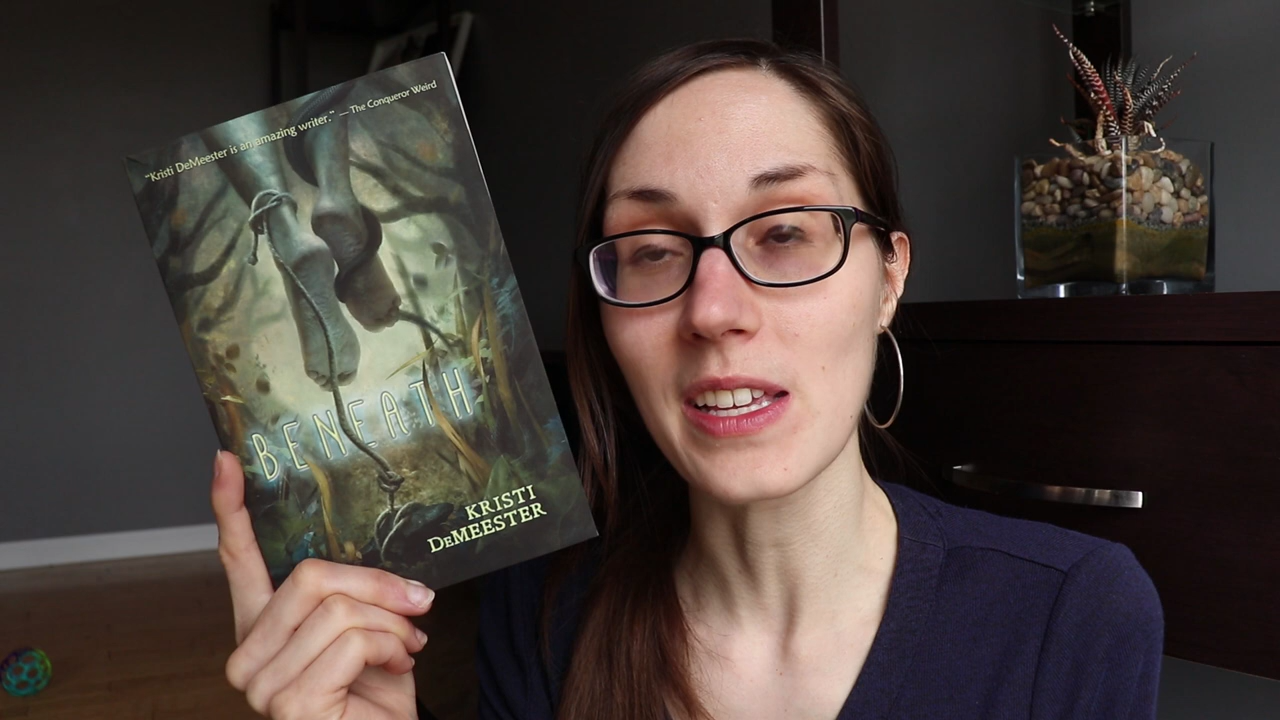 "Kristi DeMeester is an amazing writer." — The Conqueror Weird
BENEATH
KRISTI
DEMEESTER